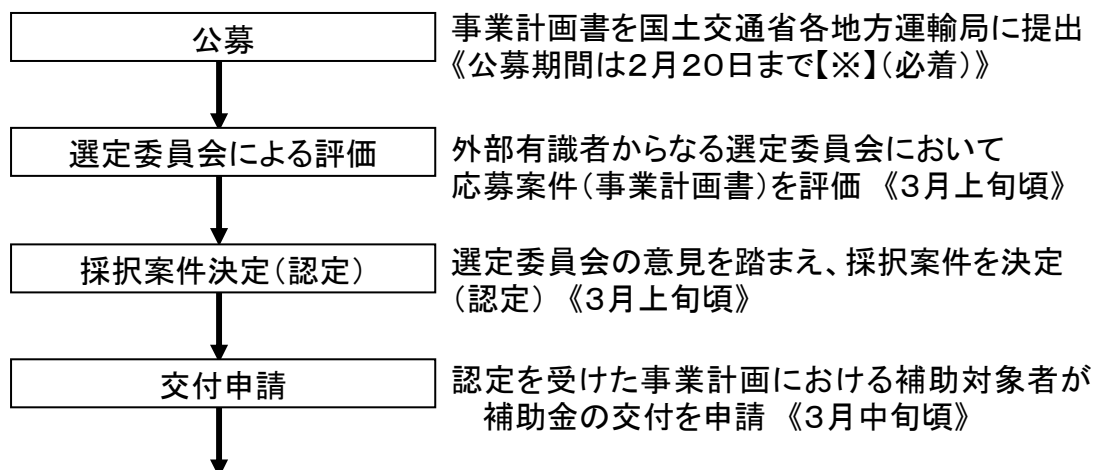 公募
事業計画書を国土交通省各地方運輸局に提出
《公募期間は2月20日まで【※】(必着)》
選定委員会による評価
外部有識者からなる選定委員会において
応募案件(事業計画書)を評価 《3月上旬頃》
採択案件決定(認定)
選定委員会の意見を踏まえ、採択案件を決定
(認定) 《3月上旬頃》
交付申請
認定を受けた事業計画における補助対象者が
補助金の交付を申請 《3月中旬頃》